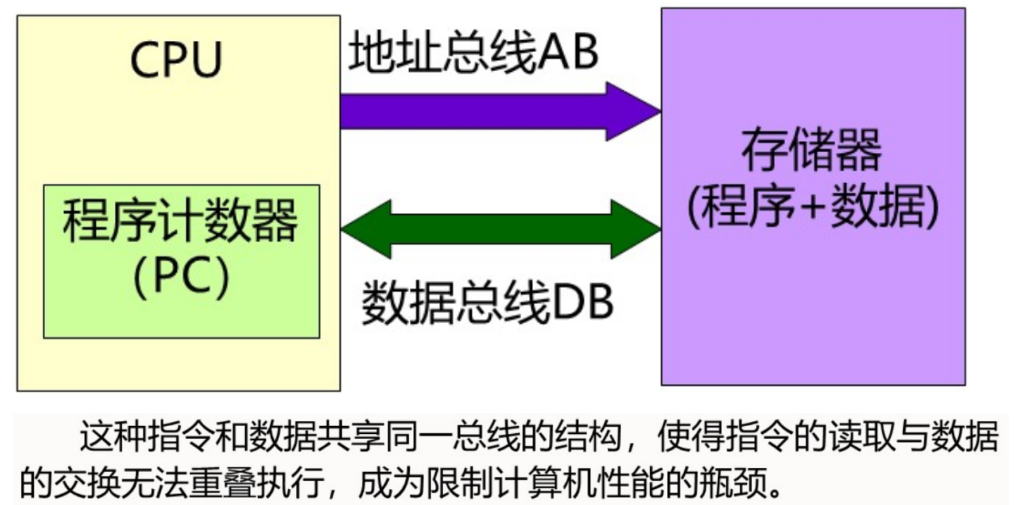 CPU
地址总线AB
存储器
(程序+数据)
程序计数器
（PC）
数据总线DB
这种指令和数据共享同一总线的结构，使得指令的读取与数据
的交换无法重叠执行，成为限制计算机性能的瓶颈。